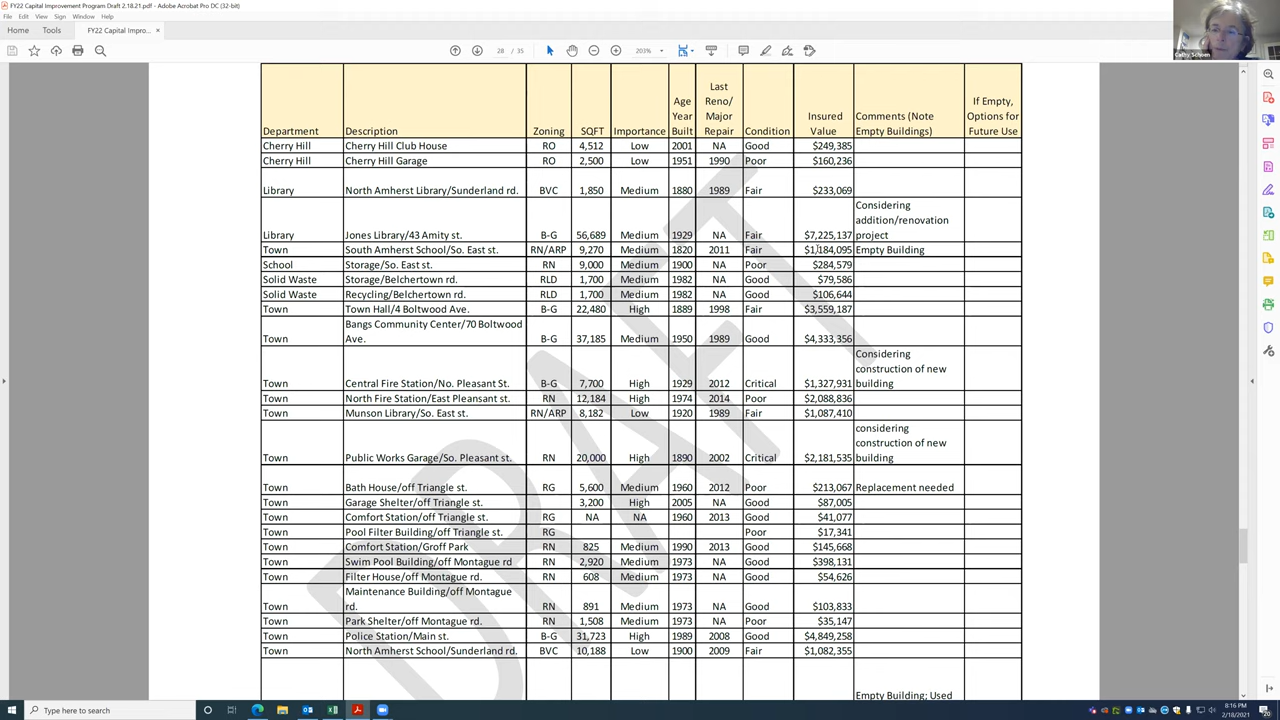 FY22 Capital Improvement Program Draft 2.18.21.pdf - Adobe Acrobat Pro DC (32-bit)
File Edit View Sign Window Help
Home Tools FY22 Capital Impro... ×
28 / 35 203%
Cathy Schoen
Department Description Zoning SQFT Importance Age Year Built Last Reno/ Major Repair Condition Insured Value Comments (Note Empty Buildings) If Empty, Options for Future Use
Cherry Hill Cherry Hill Club House RO 4,512 Low 2001 NA Good $249,385
Cherry Hill Cherry Hill Garage RO 2,500 Low 1951 1990 Poor $160,236
Library North Amherst Library/Sunderland rd. BVC 1,850 Medium 1880 1989 Fair $233,069
Library Jones Library/43 Amity st. B-G 56,689 Medium 1929 NA Fair $7,225,137 Considering addition/renovation project
Town South Amherst School/So. East st. RN/ARP 9,270 Medium 1820 2011 Fair $1,184,095 Empty Building
School Storage/So. East st. RN 9,000 Medium 1900 NA Poor $284,579
Solid Waste Storage/Belchertown rd. RLD 1,700 Medium 1982 NA Good $79,586
Solid Waste Recycling/Belchertown rd. RLD 1,700 Medium 1982 NA Good $106,644
Town Town Hall/4 Boltwood Ave. B-G 22,480 High 1889 1998 Fair $3,559,187
Town Bangs Community Center/70 Boltwood Ave. B-G 37,185 Medium 1950 1989 Good $4,333,356
Town Central Fire Station/No. Pleasant St. B-G 7,700 High 1929 2012 Critical $1,327,931 Considering construction of new building
Town North Fire Station/East Pleansant st. RN 12,184 High 1974 2014 Poor $2,088,836
Town Munson Library/So. East st. RN/ARP 8,182 Low 1920 1989 Fair $1,087,410
Town Public Works Garage/So. Pleasant st. RN 20,000 High 1890 2002 Critical $2,181,535 considering construction of new building
Town Bath House/off Triangle st. RG 5,600 Medium 1960 2012 Poor $213,067 Replacement needed
Town Garage Shelter/off Triangle st. 3,200 High 2005 NA Good $87,005
Town Comfort Station/off Triangle st. RG NA NA 1960 2013 Good $41,077
Town Pool Filter Building/off Triangle st. RG Poor $17,341
Town Comfort Station/Groff Park RN 825 Medium 1990 2013 Good $145,668
Town Swim Pool Building/off Montague rd RN 2,920 Medium 1973 NA Good $398,131
Town Filter House/off Montague rd. RN 608 Medium 1973 NA Good $54,626
Town Maintenance Building/off Montague rd. RN 891 Medium 1973 NA Good $103,833
Town Park Shelter/off Montague rd. RN 1,508 Medium 1973 NA Poor $35,147
Town Police Station/Main st. B-G 31,723 High 1989 2008 Good $4,849,258
Town North Amherst School/Sunderland rd. BVC 10,188 Low 1900 2009 Fair $1,082,355
Empty Building; Used
DRAFT
Type here to search
8:16 PM
2/18/2021
20